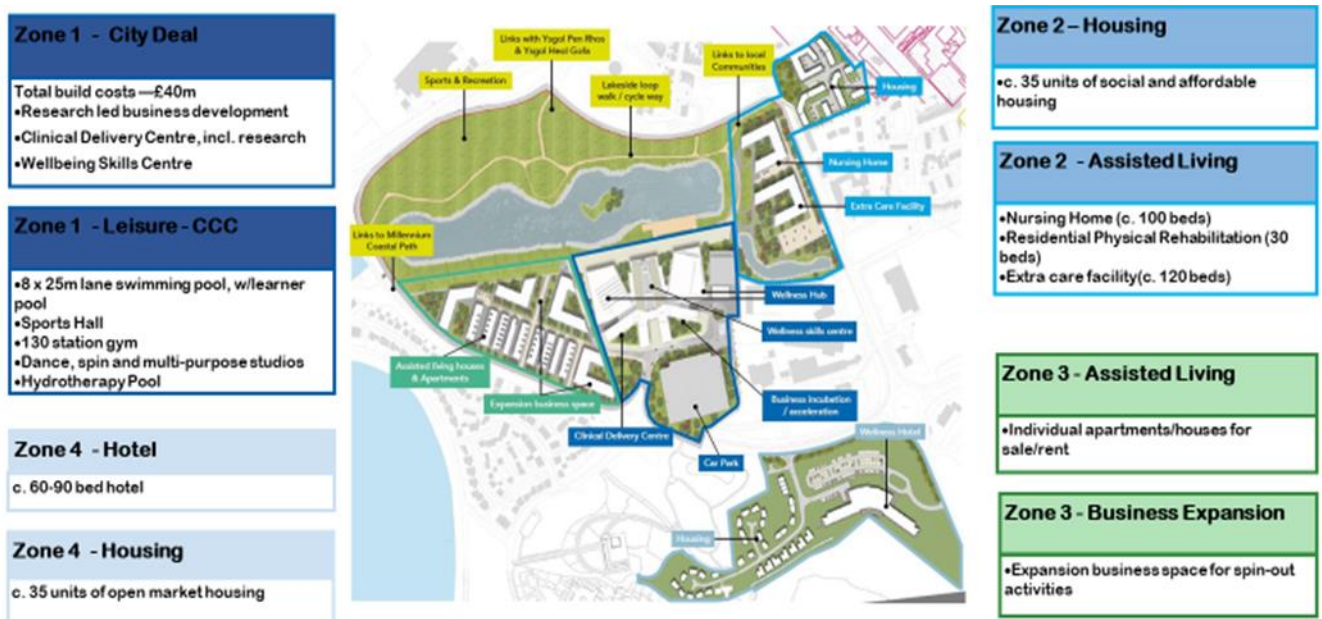 Zone 1 - City Deal
Total build costs —£40m
•Research led business development
•Clinical Delivery Centre, incl. research
•Wellbeing Skills Centre
Zone 1 - Leisure - CCC
•8 x 25m lane swimming pool, w/learner
pool
•Sports Hall
•130 station gym
•Dance, spin and multi-purpose studios
•Hydrotherapy Pool
Zone 4 - Hotel
c. 60-90 bed hotel
Zone 4 - Housing
c. 35 units of open market housing
Links with Ysgol Pen Rhos
& Ysgol Heol Goffa
Sports & Recreation
Lakeside loop
walk / cycle way
Links to local
Communities
Housing
Nursing Home
Extra Care Facility
Links to Millennium
Coastal Path
Wellness Hub
Wellness skills centre
Assisted living houses
& Apartments
Expansion business space
Business incubation
/ acceleration
Clinical Delivery Centre
Car Park
Wellness Hotel
Housing
Zone 2 – Housing
•c. 35 units of social and affordable
housing
Zone 2 - Assisted Living
•Nursing Home (c. 100 beds)
•Residential Physical Rehabilitation (30
beds)
•Extra care facility(c. 120beds)
Zone 3 - Assisted Living
•Individual apartments/houses for
sale/rent
Zone 3 - Business Expansion
•Expansion business space for spin-out
activities